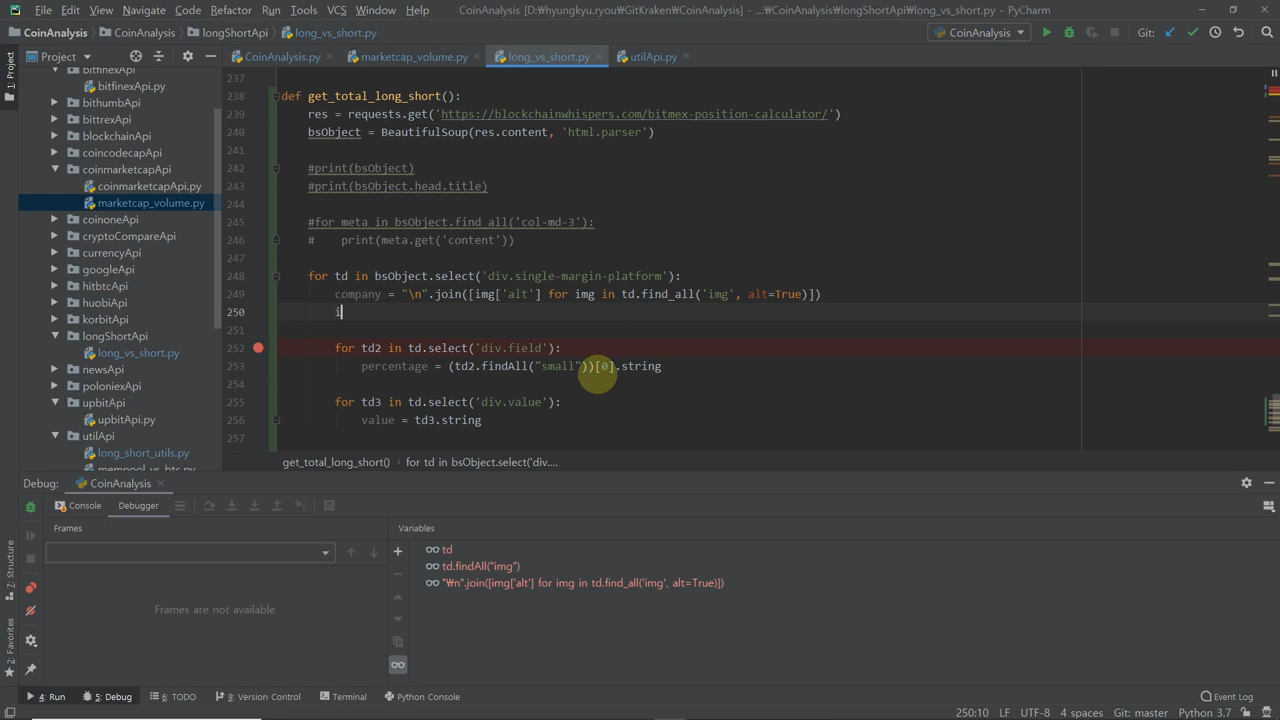 File Edit View Navigate Code Refactor Run Tools VCS Window Help CoinAnalysis [D:₩hyungkyu.ryou₩GitKraken₩CoinAnalysis] - ...₩CoinAnalysis₩longShortApi₩long_vs_short.py - PyCharm
CoinAnalysis CoinAnalysis longShortApi long_vs_short.py CoinAnalysis Git:
1: Project
Project
CoinAnalysis.py marketcap_volume.py long_vs_short.py utilApi.py
bitfinexApi
bitfinexApi.py
bithumbApi
bittrexApi
blockchainApi
coincodecapApi
coinmarketcapApi
coinmarketcapApi.py
marketcap_volume.py
coinoneApi
cryptoCompareApi
currencyApi
googleApi
hitbtcApi
huobiApi
korbitApi
longShortApi
long_vs_short.py
newsApi
poloniexApi
upbitApi
upbitApi.py
utilApi
long_short_utils.py
mempool_vs_btc.py
237
238 def get_total_long_short():
239 res = requests.get('https://blockchainwhispers.com/bitmex-position-calculator/')
240 bsObject = BeautifulSoup(res.content, 'html.parser')
241
242 #print(bsObject)
243 #print(bsObject.head.title)
244
245 #for meta in bsObject.find_all('col-md-3'):
246 #    print(meta.get('content'))
247
248 for td in bsObject.select('div.single-margin-platform'):
249 company = "\n".join([img['alt'] for img in td.find_all('img', alt=True)])
250 i
251
252 for td2 in td.select('div.field'):
253 percentage = (td2.findAll("small"))[0].string
254
255 for td3 in td.select('div.value'):
256 value = td3.string
257
get_total_long_short() for td in bsObject.select('div....
Debug: CoinAnalysis
Console Debugger
Frames
Frames are not available
Variables
td
td.findAll("img")
"₩n".join([img['alt'] for img in td.find_all('img', alt=True)])
7: Structure
2: Favorites
4: Run 5: Debug 6: TODO 9: Version Control Terminal Python Console Event Log
250:10 LF UTF-8 4 spaces Git: master Python 3.7